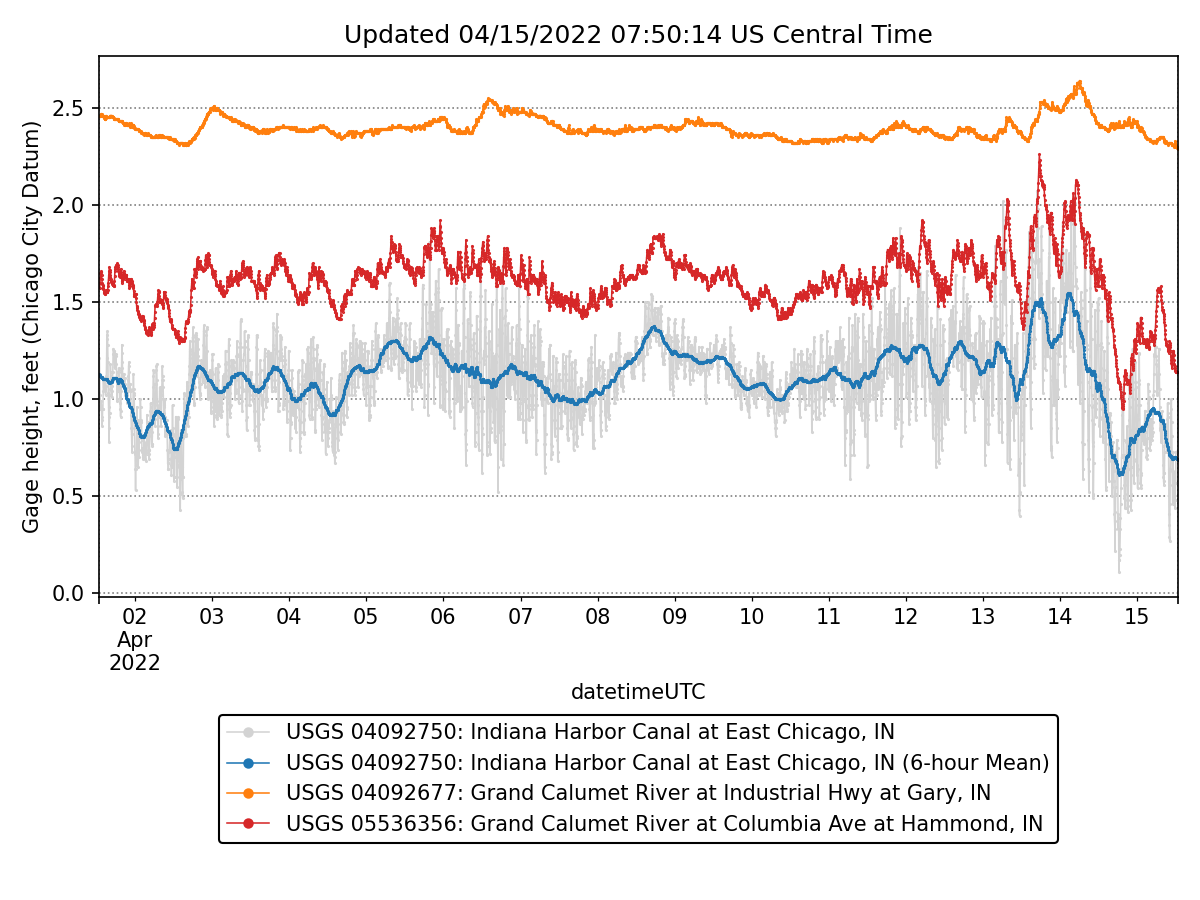 Updated 04/15/2022 07:50:14 US Central Time
Gage height, feet (Chicago City Datum)
2.5
2.0
1.5
1.0
0.5
0.0
02 03 04 05 06 07 08 09 10 11 12 13 14 15
Apr
2022
datetimeUTC
USGS 04092750: Indiana Harbor Canal at East Chicago, IN
USGS 04092750: Indiana Harbor Canal at East Chicago, IN (6-hour Mean)
USGS 04092677: Grand Calumet River at Industrial Hwy at Gary, IN
USGS 05536356: Grand Calumet River at Columbia Ave at Hammond, IN